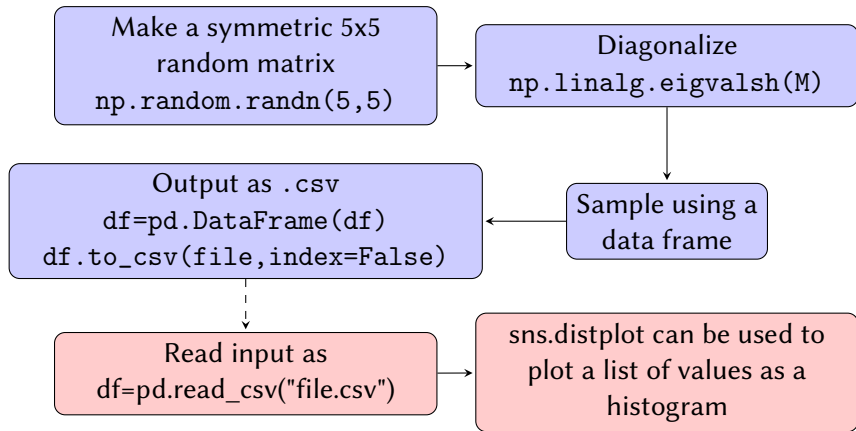 Make a symmetric 5x5
random matrix
np.random.randn(5,5)
Diagonalize
np.linalg.eigvalsh(M)
Sample using a
data frame
Output as .csv
df=pd.DataFrame(df)
df.to_csv(file,index=False)
Read input as
df=pd.read_csv("file.csv")
sns.distplot can be used to
plot a list of values as a
histogram